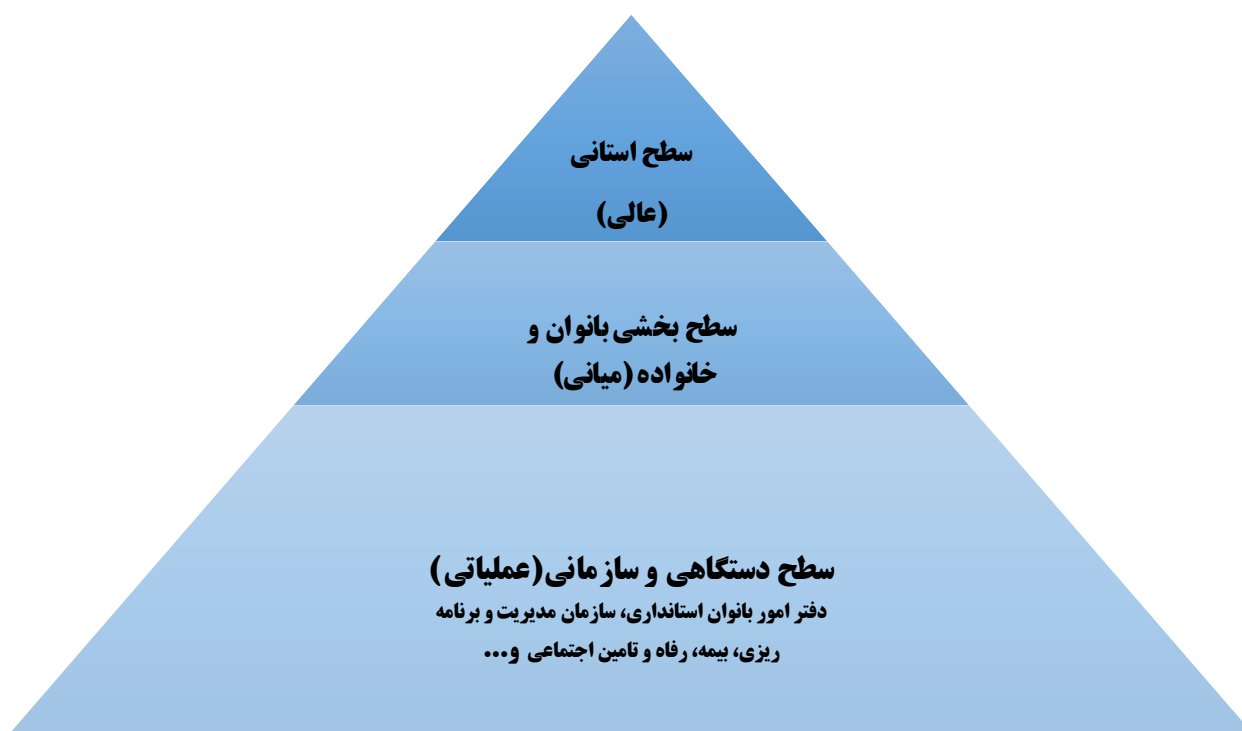 سطح استانی
(عالی)
سطح بخشی بانوان و
خانواده (میانی)
سطح دستگاهی و سازمانی(عملیاتی)
دفتر امور بانوان استانداری، سازمان مدیریت و برنامه
ریزی، بیمه، رفاه و تامین اجتماعی و...